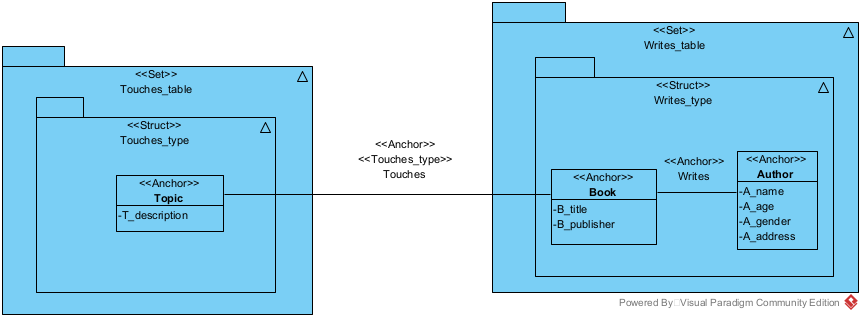 <<Set>>
Touches_table
<<Struct>>
Touches_type
<<Anchor>>
Topic
-T_description
<<Anchor>>
<<Touches_type>>
Touches
<<Set>>
Writes_table
<<Struct>>
Writes_type
<<Anchor>>
Book
-B_title
-B_publisher
<<Anchor>>
Writes
<<Anchor>>
Author
-A_name
-A_age
-A_gender
-A_address
Powered By Visual Paradigm Community Edition